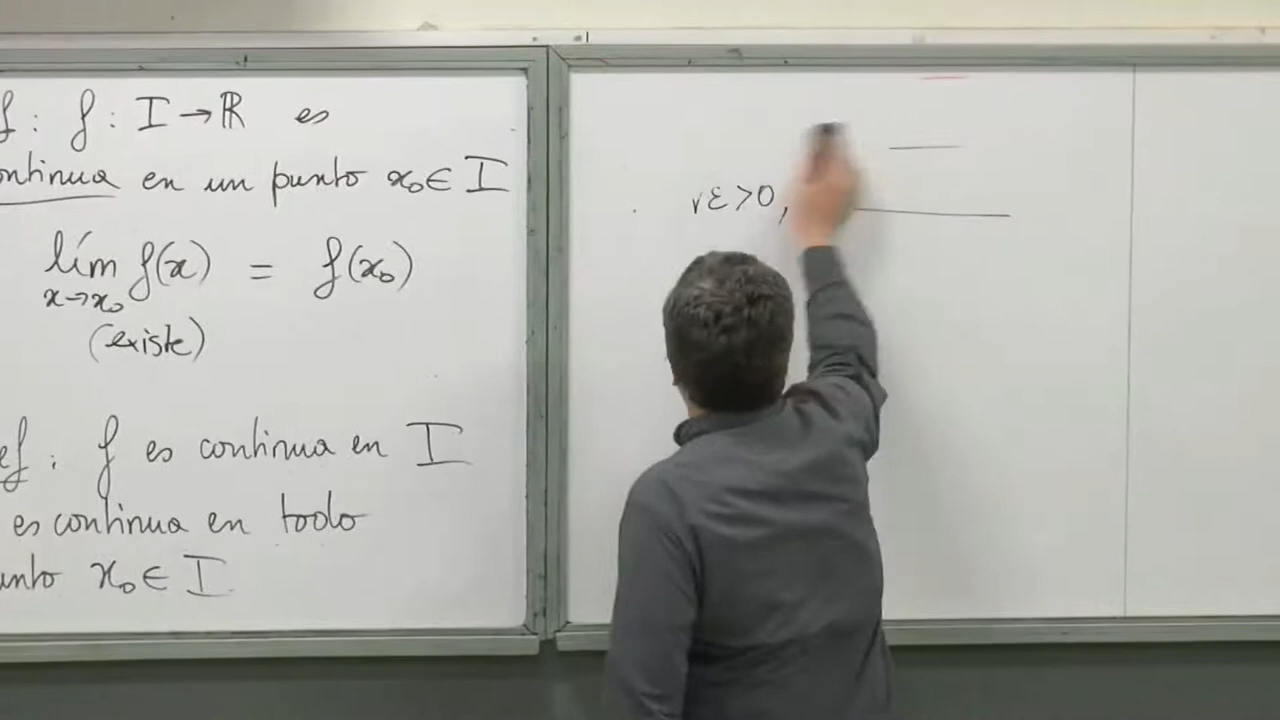 f: f: I → ℝ es
ontinua en un punto x₀ ∈ I
lím f(x) = f(x₀)
x→x₀
(existe)
ef: f es continua en I
es continua en todo
unto x₀ ∈ I
ε>0,